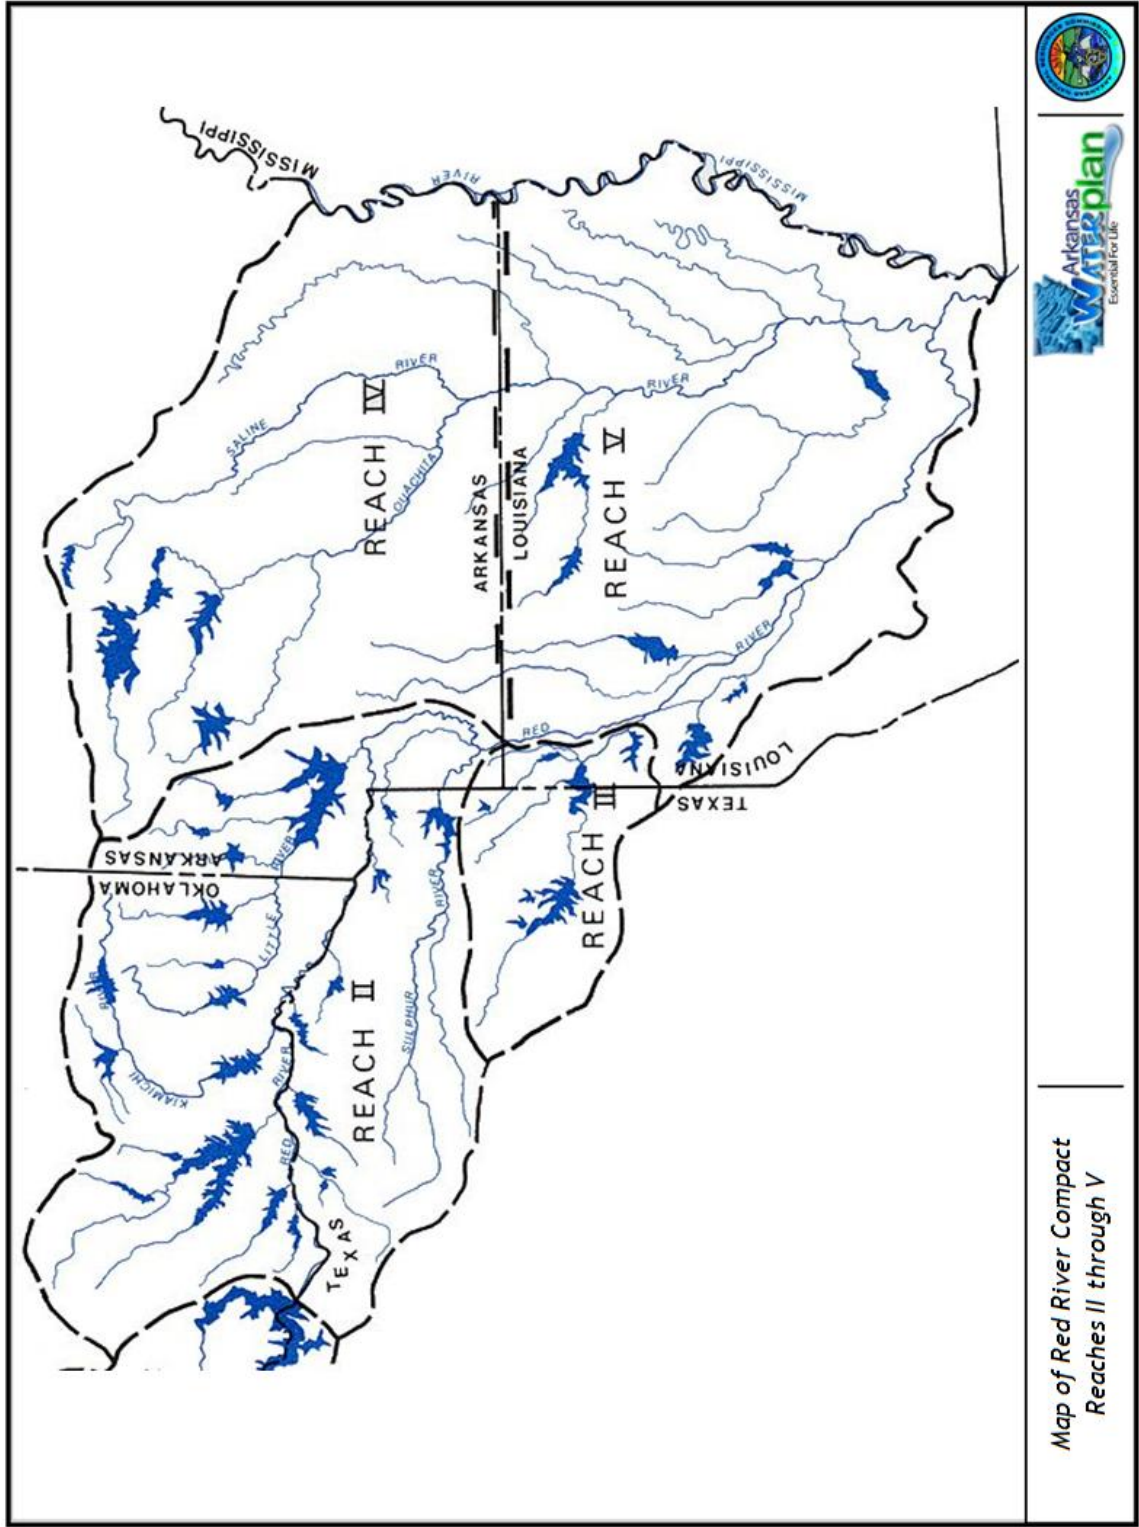 MISSISSIPPI
RIVER
MISSISSIPPI
SALINE
RIVER
OUACHITA
RIVER
REACH IV
ARKANSAS
LOUISIANA
REACH V
RED
RIVER
LOUISIANA
TEXAS
REACH III
ARKANSAS
OKLAHOMA
LITTLE
RIVER
RIVER
KIAMICHI
REACH II
SULPHUR
RIVER
RED
RIVER
TEXAS
Map of Red River Compact
Reaches II through V
Arkansas
WATERplan
Essential For Life